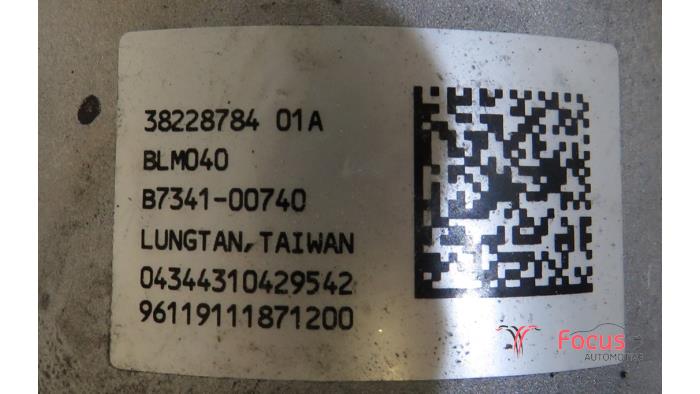 38228784 01A
BLM040
B7341-00740
LUNGTAN, TAIWAN
04344310429542
96119111871200
Focus
AUTOMOTIVE